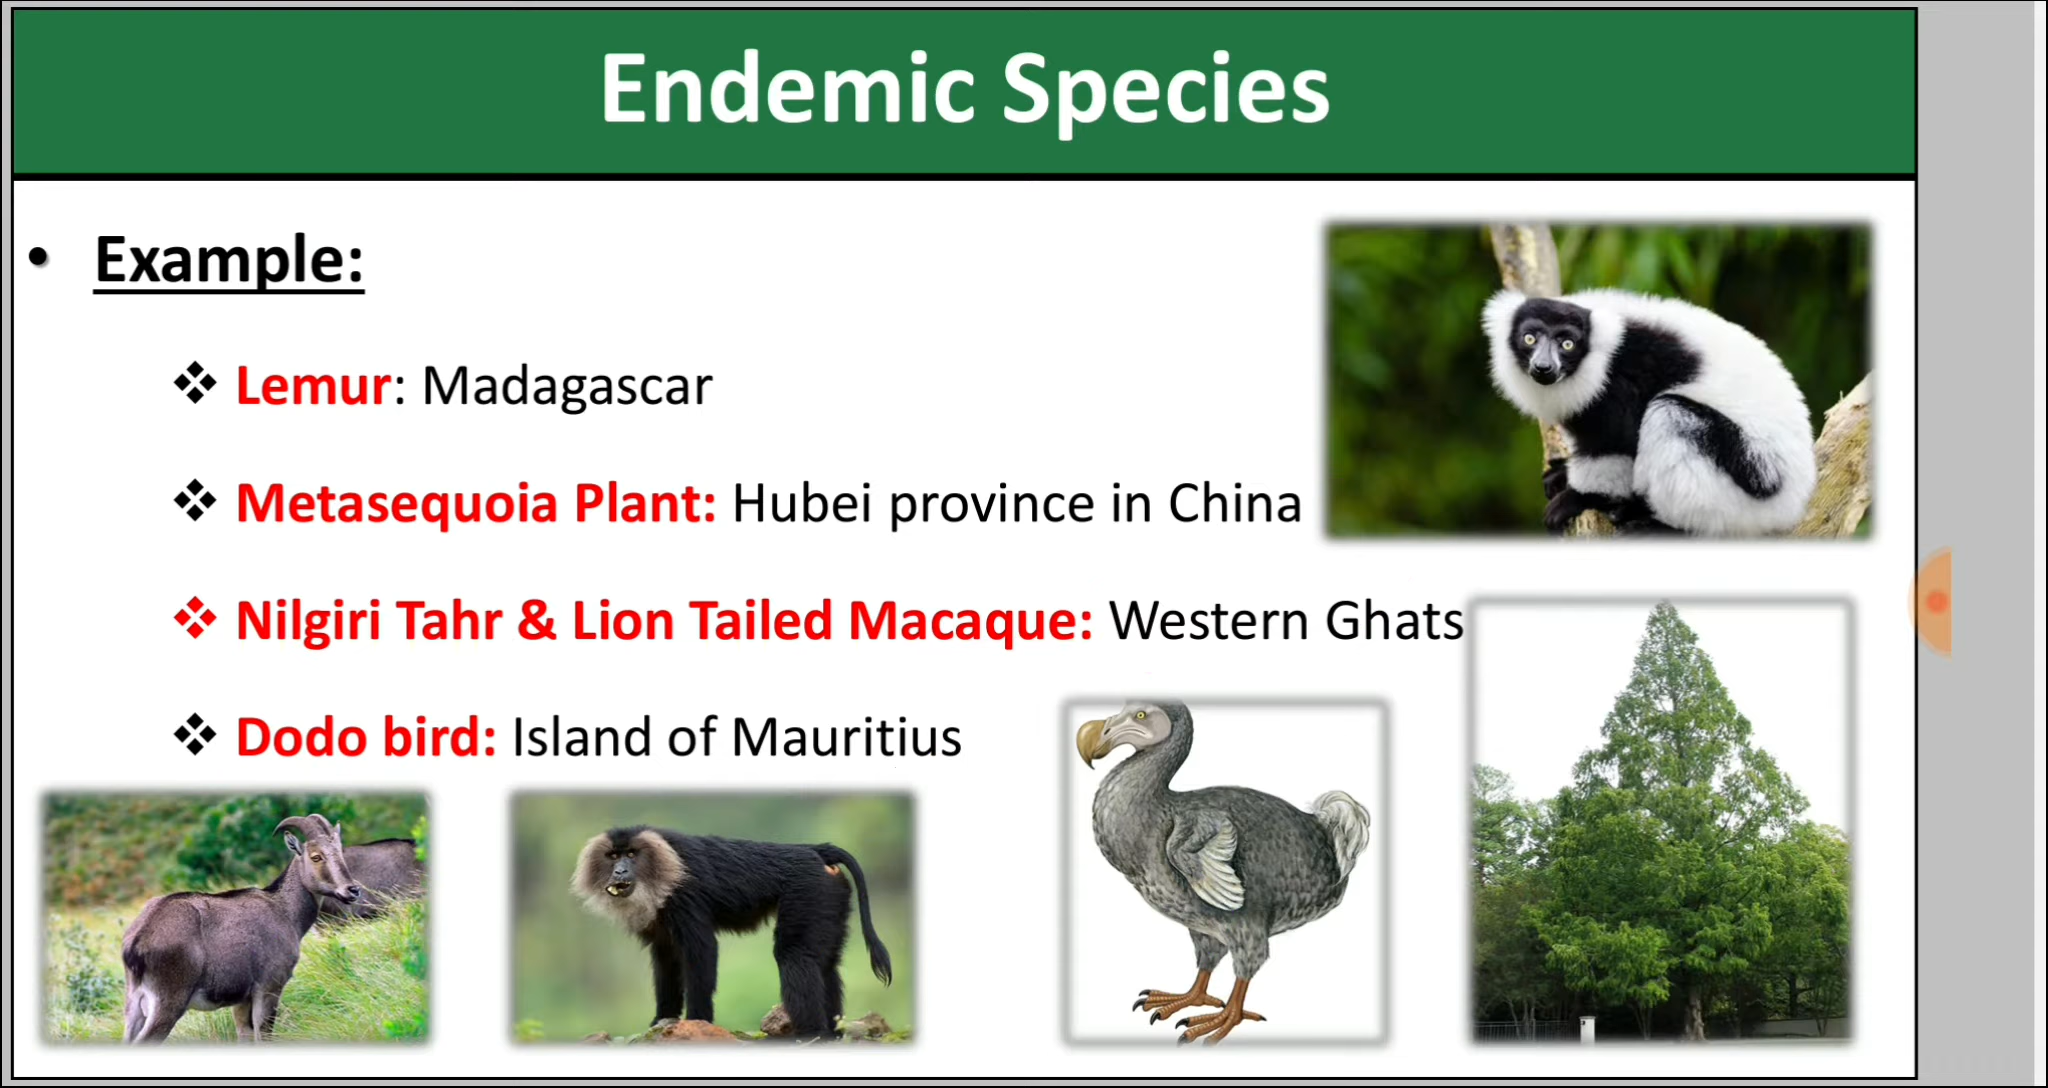 Endemic Species
• Example:
❖ Lemur: Madagascar
❖ Metasequoia Plant: Hubei province in China
❖ Nilgiri Tahr & Lion Tailed Macaque: Western Ghats
❖ Dodo bird: Island of Mauritius